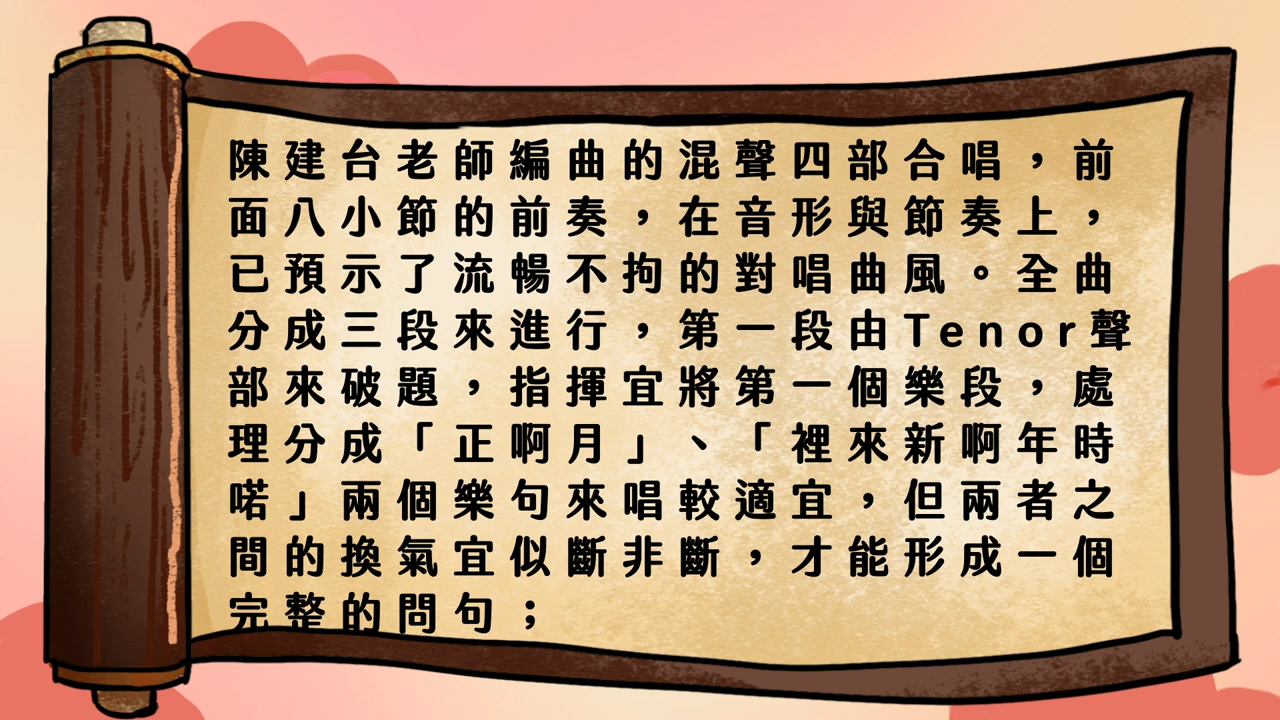 陳建台老師編曲的混聲四部合唱，前
面八小節的前奏，在音形與節奏上，
已預示了流暢不拘的對唱曲風。全曲
分成三段來進行，第一段由Tenor聲
部來破題，指揮宜將第一個樂段，處
理分成「正啊月」、「裡來新啊年時
喏」兩個樂句來唱較適宜，但兩者之
間的換氣宜似斷非斷，才能形成一個
完整的問句；